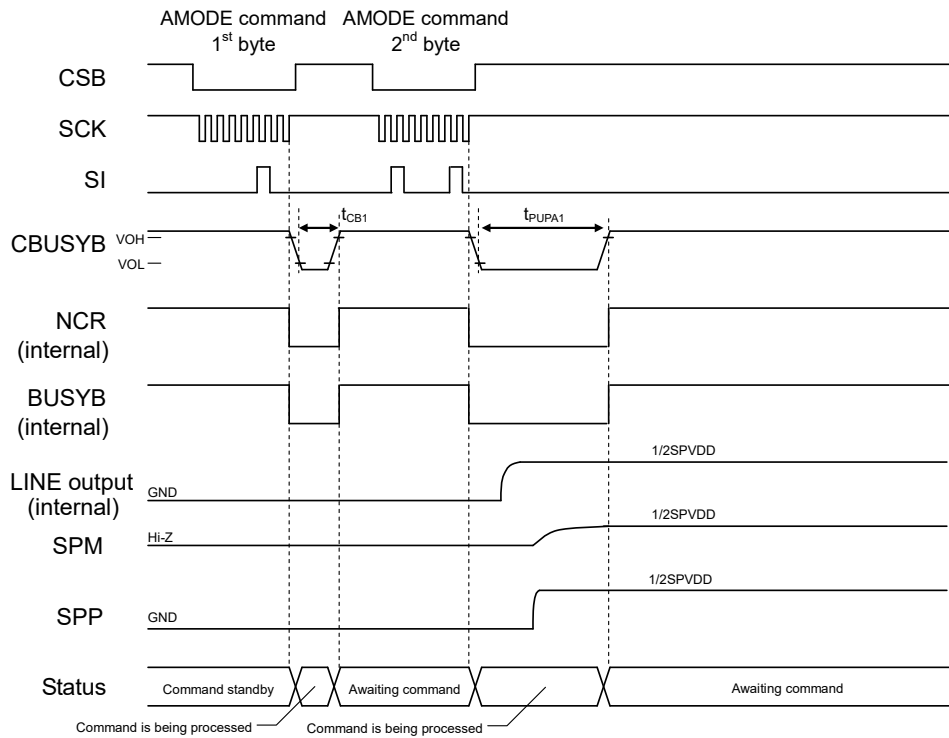 AMODE command
1st byte
AMODE command
2nd byte
CSB
SCK
SI
tCB1
tPUPA1
CBUSYB
VOH
VOL
NCR
(internal)
BUSYB
(internal)
1/2SPVDD
LINE output
(internal)
GND
1/2SPVDD
SPM
Hi-Z
1/2SPVDD
SPP
GND
Status
Command standby
Awaiting command
Awaiting command
Command is being processed
Command is being processed